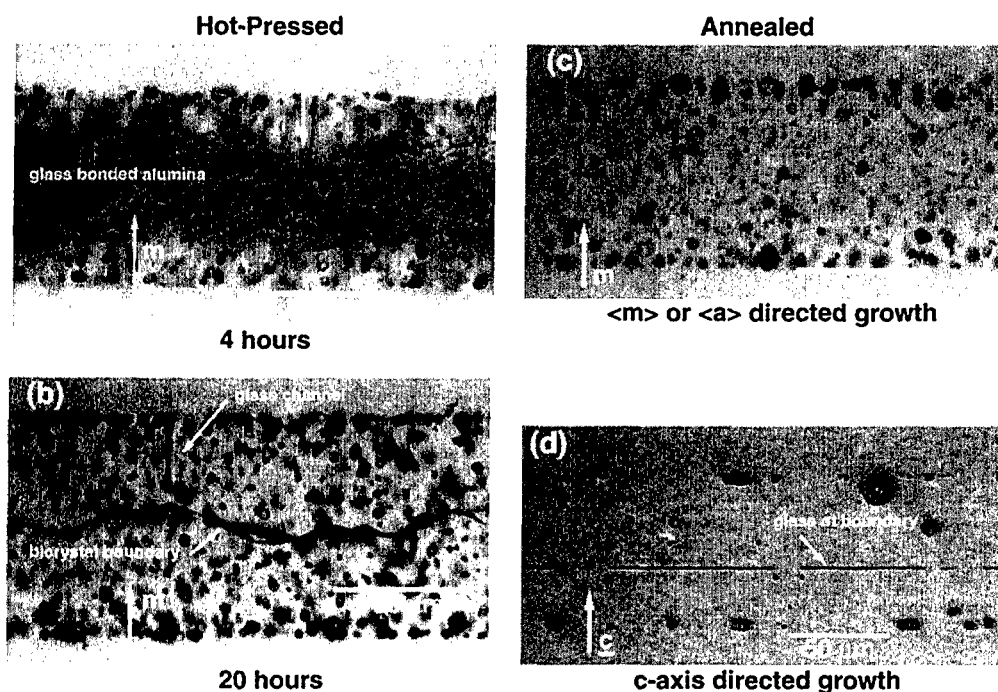 Hot-Pressed
Annealed
glass bonded alumina
m
4 hours
(c)
m
<m> or <a> directed growth
(b)
glass channel
bicrystal boundary
m
20 hours
(d)
glass at boundary
c
c-axis directed growth